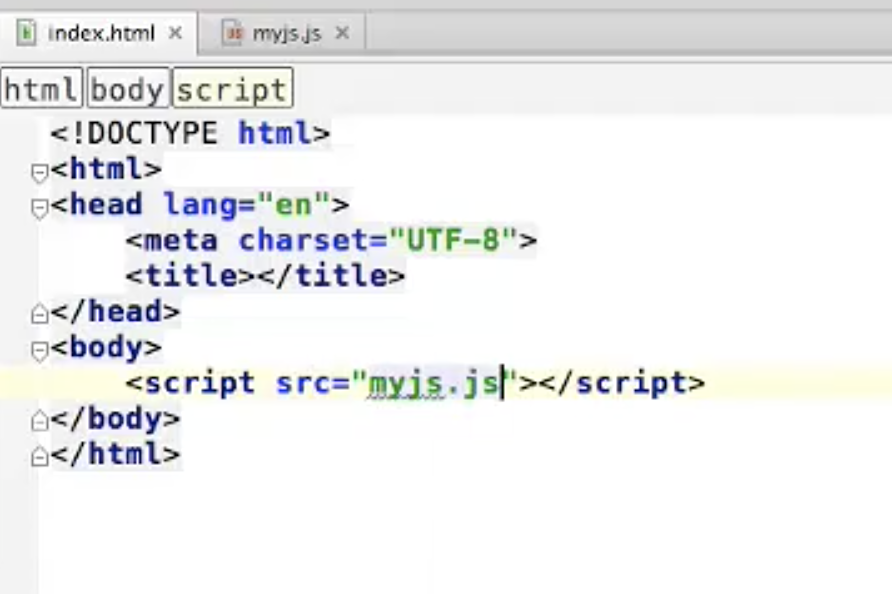 index.html myjs.js
html body script
<!DOCTYPE html>
<html>
<head lang="en">
<meta charset="UTF-8">
<title></title>
</head>
<body>
<script src="myjs.js"></script>
</body>
</html>